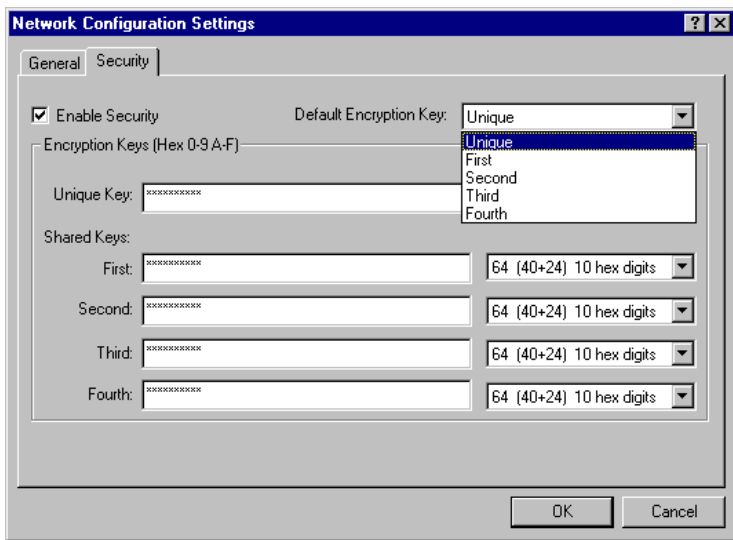 Network Configuration Settings
General Security
Enable Security Default Encryption Key: Unique
Unique
First
Second
Third
Fourth
Encryption Keys (Hex 0-9 A-F)
Unique Key: **********
Shared Keys:
First: ********** 64 (40+24) 10 hex digits
Second: ********** 64 (40+24) 10 hex digits
Third: ********** 64 (40+24) 10 hex digits
Fourth: ********** 64 (40+24) 10 hex digits
OK Cancel